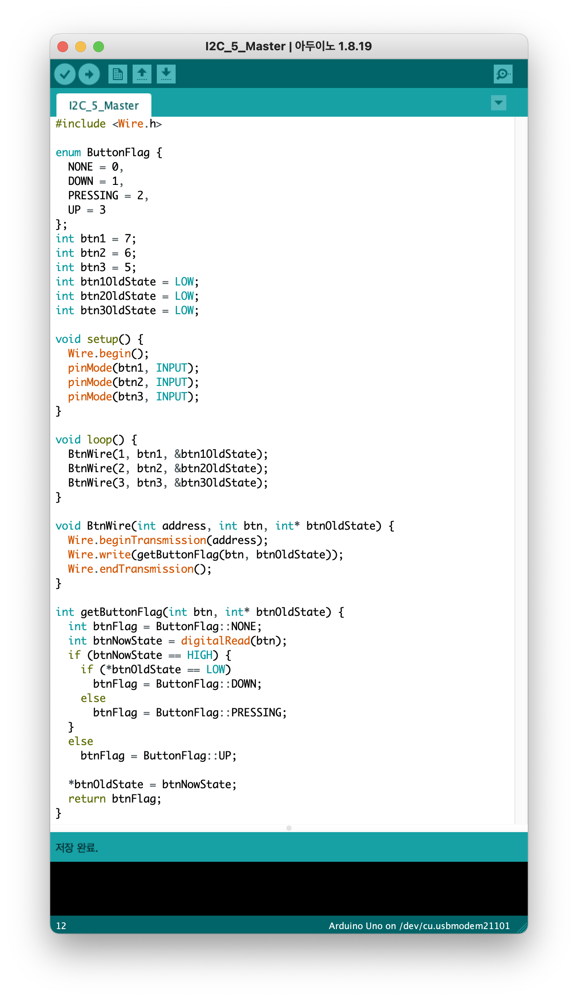 I2C_5_Master | 아두이노 1.8.19
I2C_5_Master
#include <Wire.h>

enum ButtonFlag {
  NONE = 0,
  DOWN = 1,
  PRESSING = 2,
  UP = 3
};
int btn1 = 7;
int btn2 = 6;
int btn3 = 5;
int btn1OldState = LOW;
int btn2OldState = LOW;
int btn3OldState = LOW;

void setup() {
  Wire.begin();
  pinMode(btn1, INPUT);
  pinMode(btn2, INPUT);
  pinMode(btn3, INPUT);
}

void loop() {
  BtnWire(1, btn1, &btn1OldState);
  BtnWire(2, btn2, &btn2OldState);
  BtnWire(3, btn3, &btn3OldState);
}

void BtnWire(int address, int btn, int* btnOldState) {
  Wire.beginTransmission(address);
  Wire.write(getButtonFlag(btn, btnOldState));
  Wire.endTransmission();
}

int getButtonFlag(int btn, int* btnOldState) {
  int btnFlag = ButtonFlag::NONE;
  int btnNowState = digitalRead(btn);
  if (btnNowState == HIGH) {
    if (*btnOldState == LOW)
      btnFlag = ButtonFlag::DOWN;
    else
      btnFlag = ButtonFlag::PRESSING;
  }
  else
    btnFlag = ButtonFlag::UP;

  *btnOldState = btnNowState;
  return btnFlag;
}
저장 완료.
12
Arduino Uno on /dev/cu.usbmodem21101